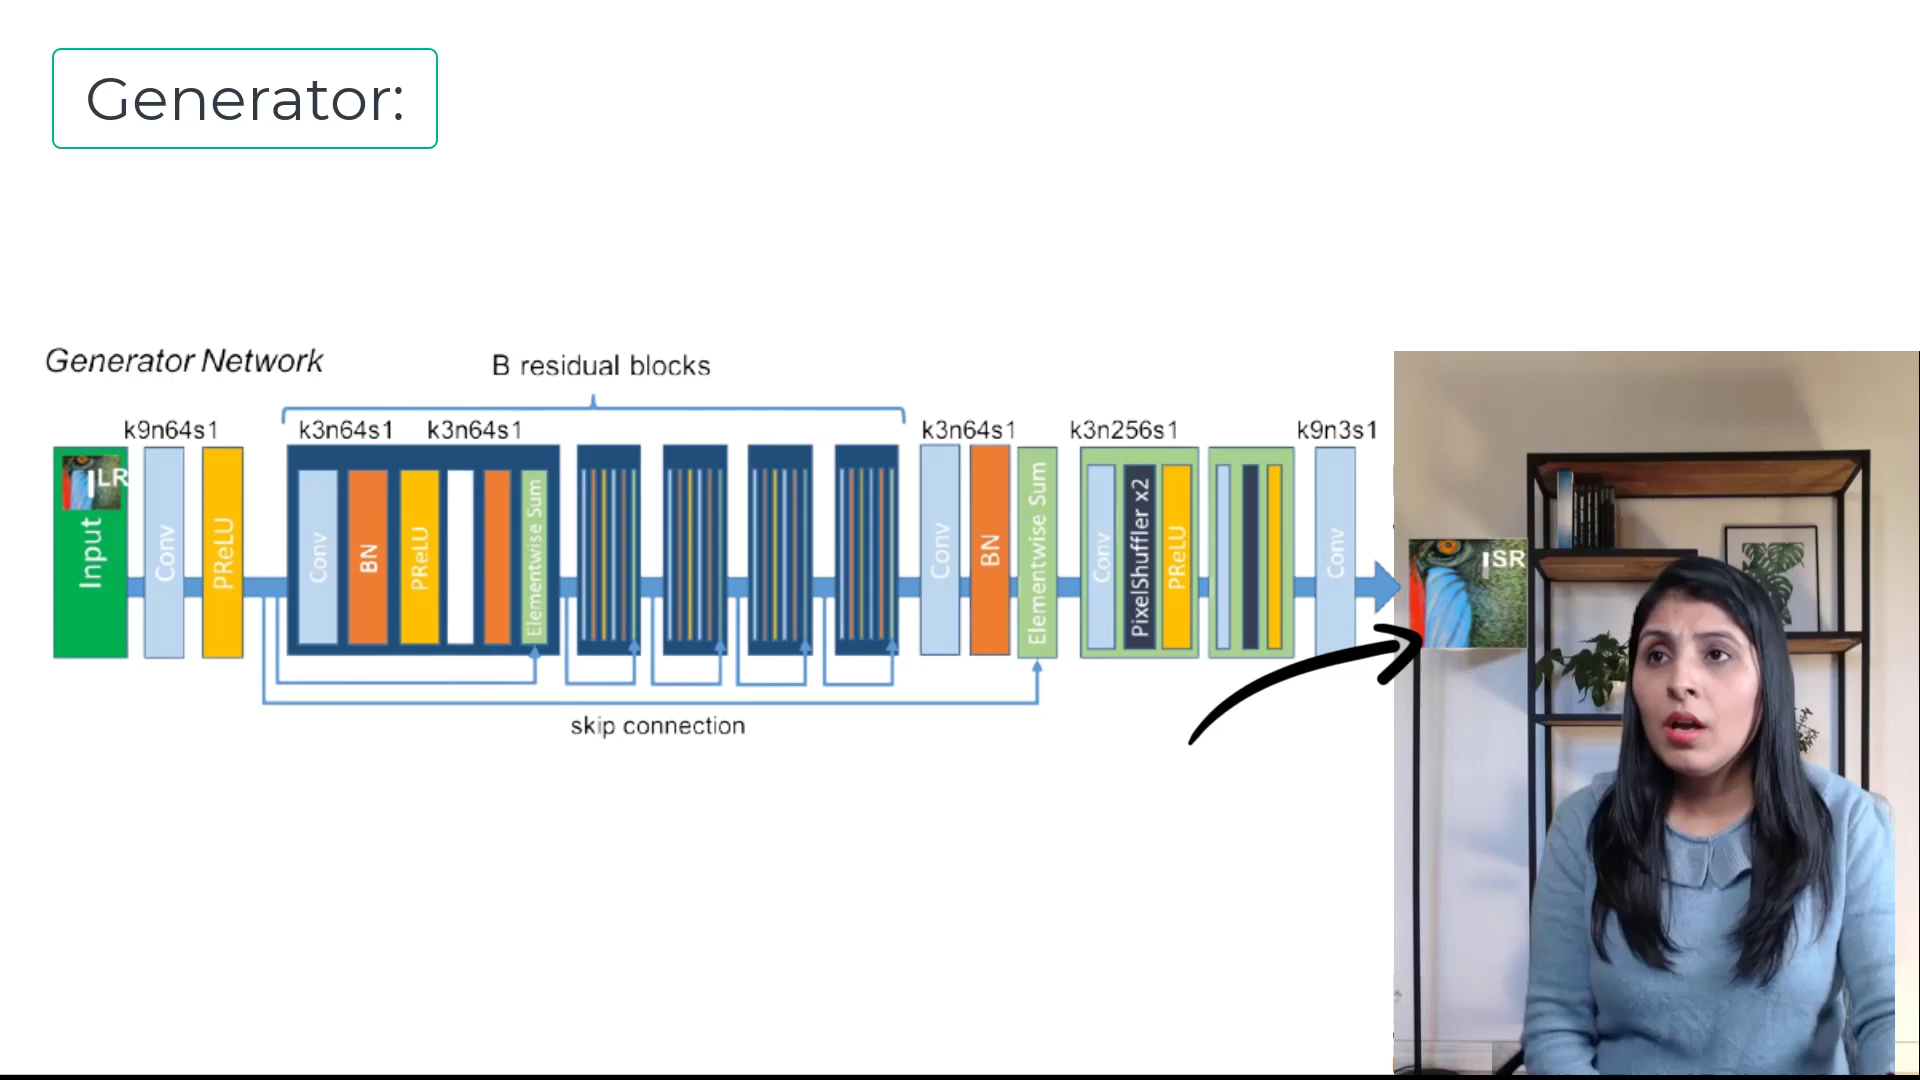 Generator:
Generator Network
B residual blocks
k9n64s1
k3n64s1 k3n64s1
k3n64s1
k3n256s1
k9n3s1
ILR
Input
Conv
PReLU
Conv
BN
PReLU
Elementwise Sum
Conv
BN
Elementwise Sum
Conv
PixelShuffler x2
PReLU
Conv
ISR
skip connection